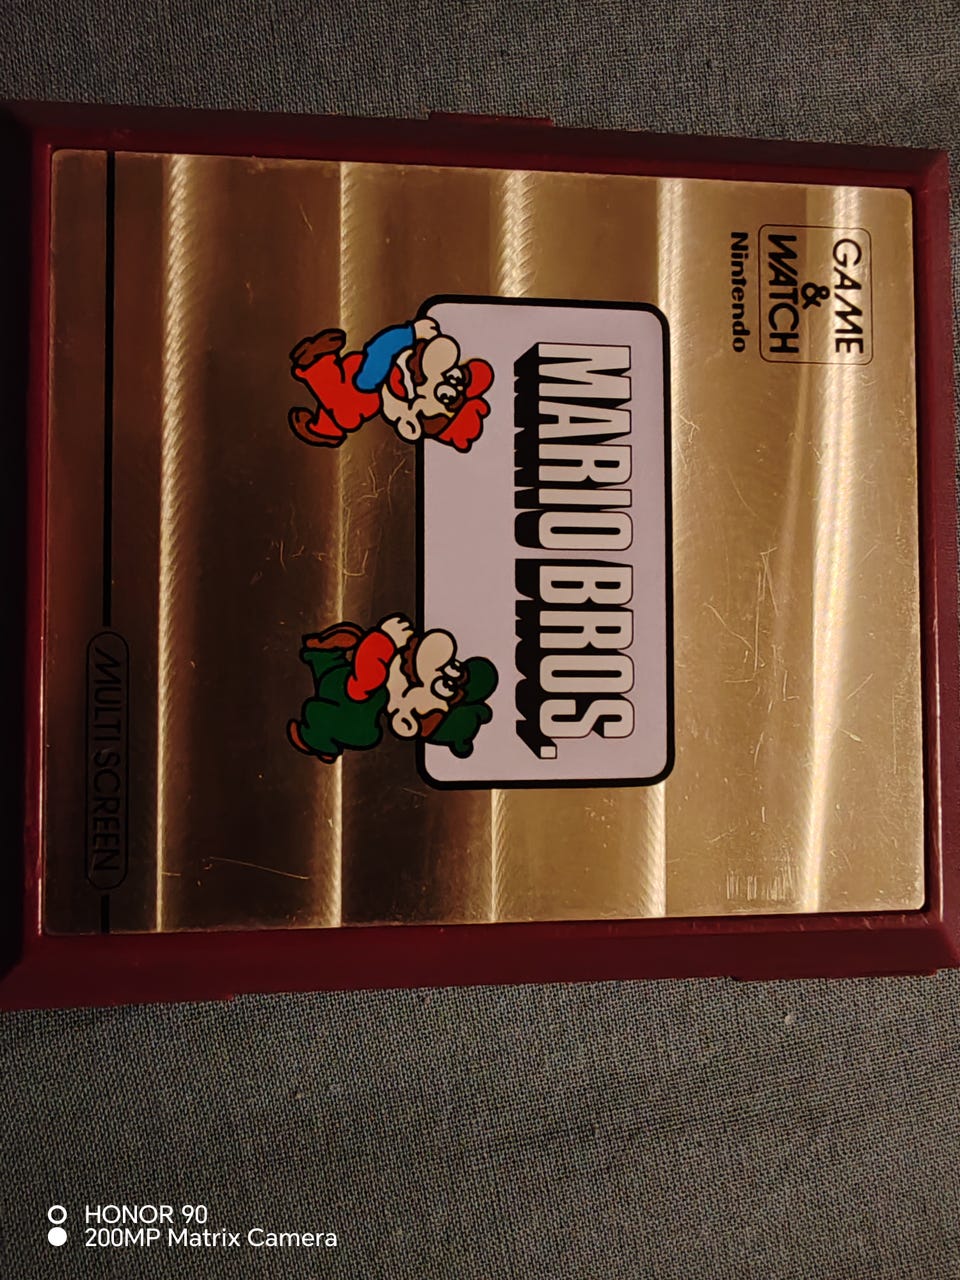 GAME
&
WATCH
Nintendo
MARIO BROS.
MULTI SCREEN
HONOR 90
200MP Matrix Camera